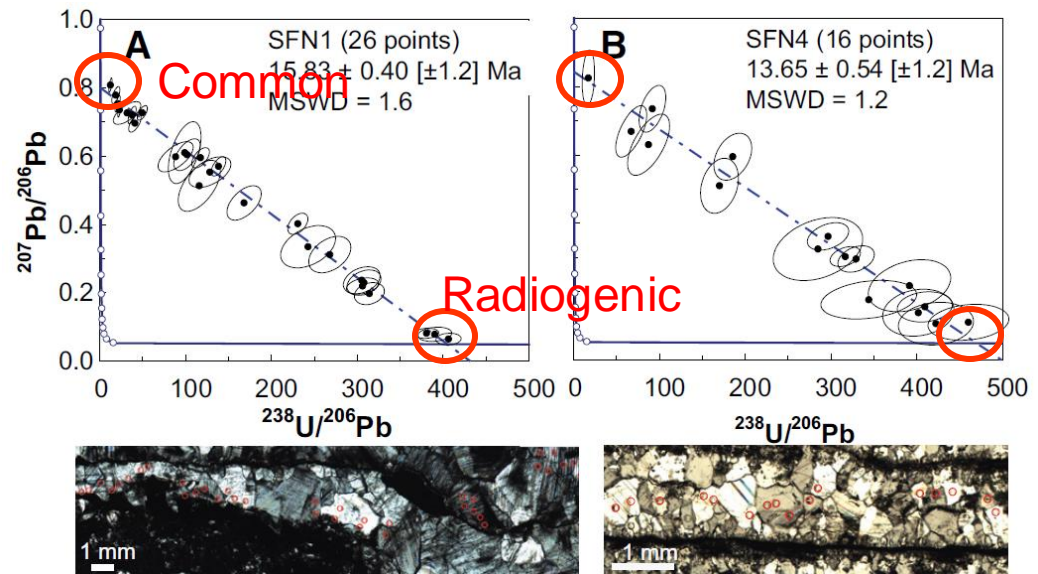 1.0
0.8
0.6
0.4
0.2
0.0
207Pb/206Pb
A
SFN1 (26 points)
15.83 ± 0.40 [±1.2] Ma
MSWD = 1.6
Common
Radiogenic
0 100 200 300 400 500
238U/206Pb
B
SFN4 (16 points)
13.65 ± 0.54 [±1.2] Ma
MSWD = 1.2
0 100 200 300 400 500
238U/206Pb
1 mm
1 mm